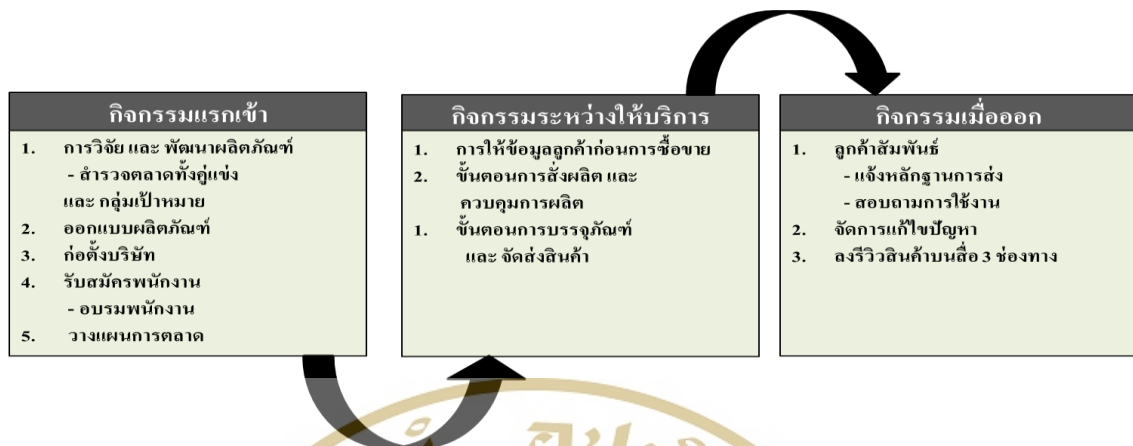 กิจกรรมแรกเข้า
1. การวิจัย และ พัฒนาผลิตภัณฑ์
- สำรวจตลาดทั้งคู่แข่ง
และ กลุ่มเป้าหมาย
2. ออกแบบผลิตภัณฑ์
3. ก่อตั้งบริษัท
4. รับสมัครพนักงาน
- อบรมพนักงาน
5. วางแผนการตลาด
กิจกรรมระหว่างให้บริการ
1. การให้ข้อมูลลูกค้าก่อนการซื้อขาย
2. ขั้นตอนการสั่งผลิต และ
ควบคุมการผลิต
1. ขั้นตอนการบรรจุภัณฑ์
และ จัดส่งสินค้า
กิจกรรมเมื่อออก
1. ลูกค้าสัมพันธ์
- แจ้งหลักฐานการส่ง
- สอบถามการใช้งาน
2. จัดการแก้ไขปัญหา
3. ลงรีวิวสินค้าบนสื่อ 3 ช่องทาง